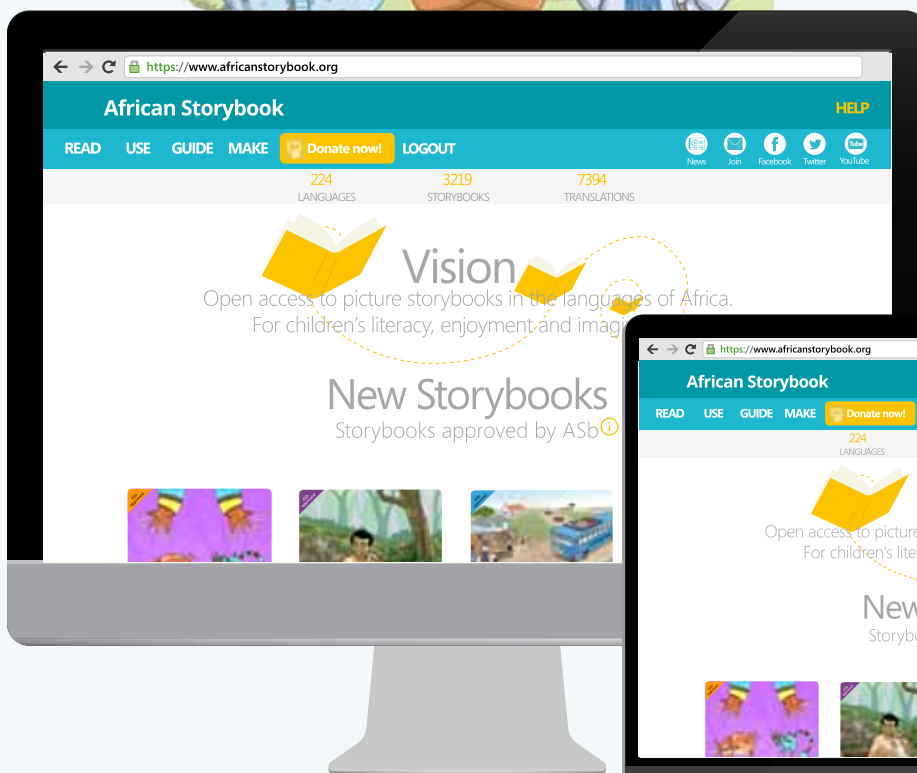 https://www.africanstorybook.org
African Storybook
HELP
READ USE GUIDE MAKE Donate now! LOGOUT
News Join Facebook Twitter YouTube
224 3219 7394
LANGUAGES STORYBOOKS TRANSLATIONS
Vision
Open access to picture storybooks in the languages of Africa.
For children's literacy, enjoyment and imag
New Storybooks
Storybooks approved by ASb
https://www.africanstorybook.org
African Storybook
READ USE GUIDE MAKE Donate now!
224
LANGUAGES
Open access to picture
For children's lite
New
Storybo